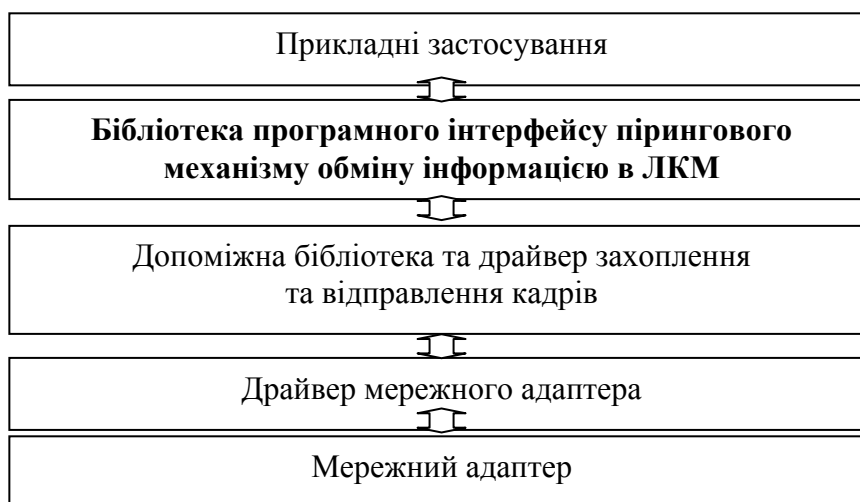 Прикладні застосування
Бібліотека програмного інтерфейсу пірингового
механізму обміну інформацією в ЛКМ
Допоміжна бібліотека та драйвер захоплення
та відправлення кадрів
Драйвер мережного адаптера
Мережний адаптер